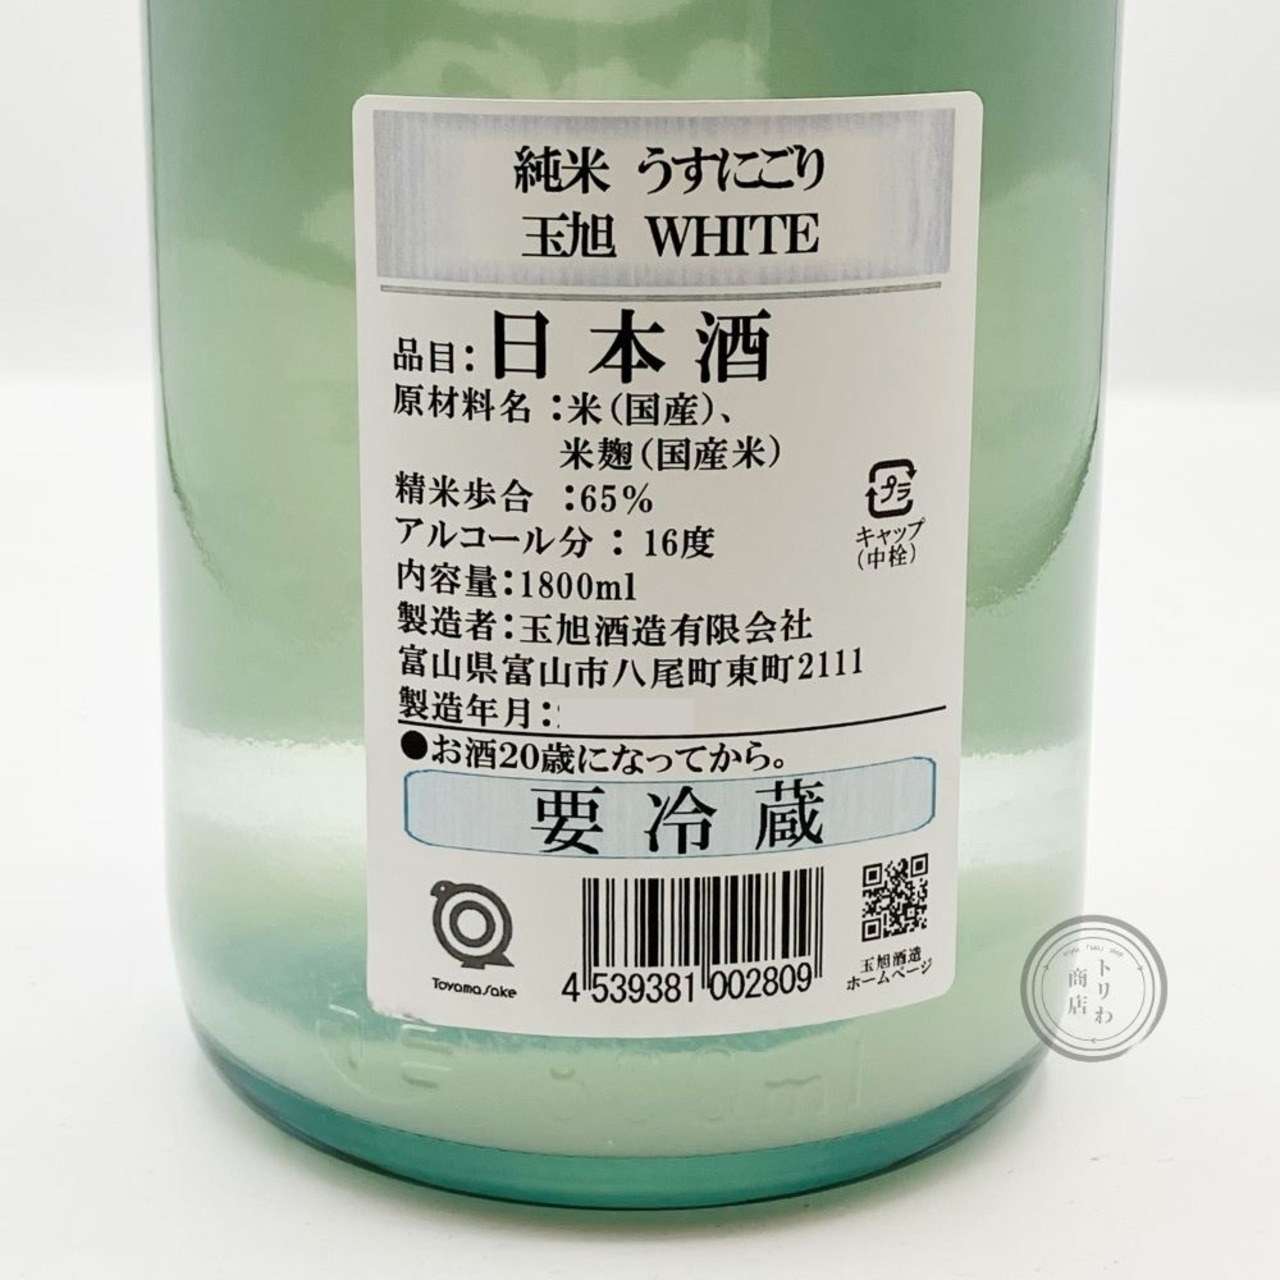 純米 うすにごり
玉旭 WHITE
品目:日本酒
原材料名:米(国産)、
米麹(国産米)
精米歩合 :65%
アルコール分:16度
内容量:1800ml
製造者:玉旭酒造有限会社
富山県富山市八尾町東町2111
製造年月:
●お酒20歳になってから。
要冷蔵
プラ
キャップ
(中栓)
Toyama Sake
4 539381 002809
玉旭酒造
ホームページ
トリわ
商店